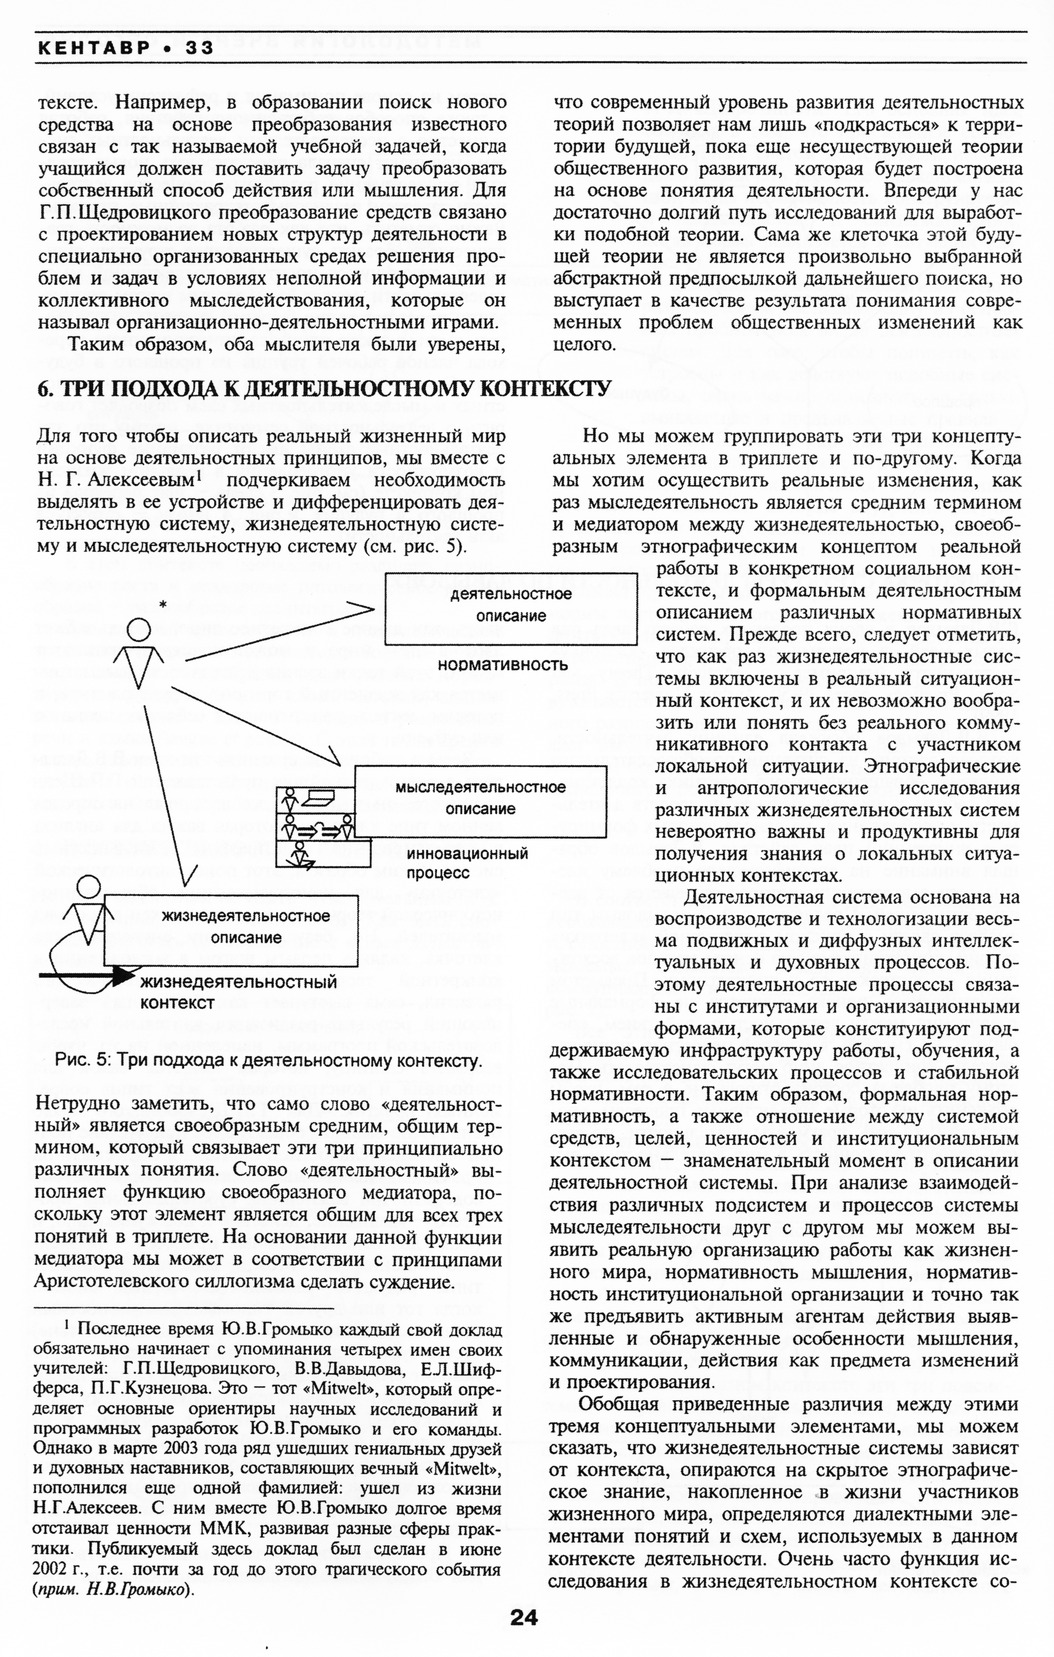 КЕНТАВР • 33
тексте. Например, в образовании поиск нового
средства на основе преобразования известного
связан с так называемой учебной задачей, когда
учащийся должен поставить задачу преобразовать
собственный способ действия или мышления. Для
Г.П.Щедровицкого преобразование средств связано
с проектированием новых структур деятельности в
специально организованных средах решения про-
блем и задач в условиях неполной информации и
коллективного мыследействования, которые он
называл организационно-деятельностными играми.
Таким образом, оба мыслителя были уверены,
что современный уровень развития деятельностных
теорий позволяет нам лишь «подкрасться» к терри-
тории будущей, пока еще несуществующей теории
общественного развития, которая будет построена
на основе понятия деятельности. Впереди у нас
достаточно долгий путь исследований для выработ-
ки подобной теории. Сама же клеточка этой буду-
щей теории не является произвольно выбранной
абстрактной предпосылкой дальнейшего поиска, но
выступает в качестве результата понимания совре-
менных проблем общественных изменений как
целого.
6. ТРИ ПОДХОДА К ДЕЯТЕЛЬНОСТНОМУ КОНТЕКСТУ
Для того чтобы описать реальный жизненный мир
на основе деятельностных принципов, мы вместе с
Н. Г. Алексеевым¹ подчеркиваем необходимость
выделять в ее устройстве и дифференцировать дея-
тельностную систему, жизнедеятельностную систе-
му и мыследеятельностную систему (см. рис. 5).
*
деятельностное
описание
нормативность
мыследеятельностное
описание
инновационный
процесс
жизнедеятельностное
описание
жизнедеятельностный
контекст
Рис. 5: Три подхода к деятельностному контексту.
Нетрудно заметить, что само слово «деятельност-
ный» является своеобразным средним, общим тер-
мином, который связывает эти три принципиально
различных понятия. Слово «деятельностный» вы-
полняет функцию своеобразного медиатора, по-
скольку этот элемент является общим для всех трех
понятий в триплете. На основании данной функции
медиатора мы может в соответствии с принципами
Аристотелевского силлогизма сделать суждение.
¹ Последнее время Ю.В.Громыко каждый свой доклад
обязательно начинает с упоминания четырех имен своих
учителей: Г.П.Щедровицкого, В.В.Давыдова, Е.Л.Шиф-
ферса, П.Г.Кузнецова. Это — тот «Mitwelt», который опре-
деляет основные ориентиры научных исследований и
программных разработок Ю.В.Громыко и его команды.
Однако в марте 2003 года ряд ушедших гениальных друзей
и духовных наставников, составляющих вечный «Mitwelt»,
пополнился еще одной фамилией: ушел из жизни
Н.Г.Алексеев. С ним вместе Ю.В.Громыко долгое время
отстаивал ценности ММК, развивая разные сферы прак-
тики. Публикуемый здесь доклад был сделан в июне
2002 г., т.е. почти за год до этого трагического события
(прим. Н.В.Громыко).
Но мы можем группировать эти три концепту-
альных элемента в триплете и по-другому. Когда
мы хотим осуществить реальные изменения, как
раз мыследеятельность является средним термином
и медиатором между жизнедеятельностью, своеоб-
разным этнографическим концептом реальной
работы в конкретном социальном кон-
тексте, и формальным деятельностным
описанием различных нормативных
систем. Прежде всего, следует отметить,
что как раз жизнедеятельностные сис-
темы включены в реальный ситуацион-
ный контекст, и их невозможно вообра-
зить или понять без реального комму-
никативного контакта с участником
локальной ситуации. Этнографические
и антропологические исследования
различных жизнедеятельностных систем
невероятно важны и продуктивны для
получения знания о локальных ситуа-
ционных контекстах.
Деятельностная система основана на
воспроизводстве и технологизации весь-
ма подвижных и диффузных интеллек-
туальных и духовных процессов. По-
этому деятельностные процессы связа-
ны с институтами и организационными
формами, которые конституируют под-
держиваемую инфраструктуру работы, обучения, а
также исследовательских процессов и стабильной
нормативности. Таким образом, формальная нор-
мативность, а также отношение между системой
средств, целей, ценностей и институциональным
контекстом — знаменательный момент в описании
деятельностной системы. При анализе взаимодей-
ствия различных подсистем и процессов системы
мыследеятельности друг с другом мы можем вы-
явить реальную организацию работы как жизнен-
ного мира, нормативность мышления, норматив-
ность институциональной организации и точно так
же предъявить активным агентам действия выяв-
ленные и обнаруженные особенности мышления,
коммуникации, действия как предмета изменений
и проектирования.
Обобщая приведенные различия между этими
тремя концептуальными элементами, мы можем
сказать, что жизнедеятельностные системы зависят
от контекста, опираются на скрытое этнографиче-
ское знание, накопленное в жизни участников
жизненного мира, определяются диалектными эле-
ментами понятий и схем, используемых в данном
контексте деятельности. Очень часто функция ис-
следования в жизнедеятельностном контексте со-
24